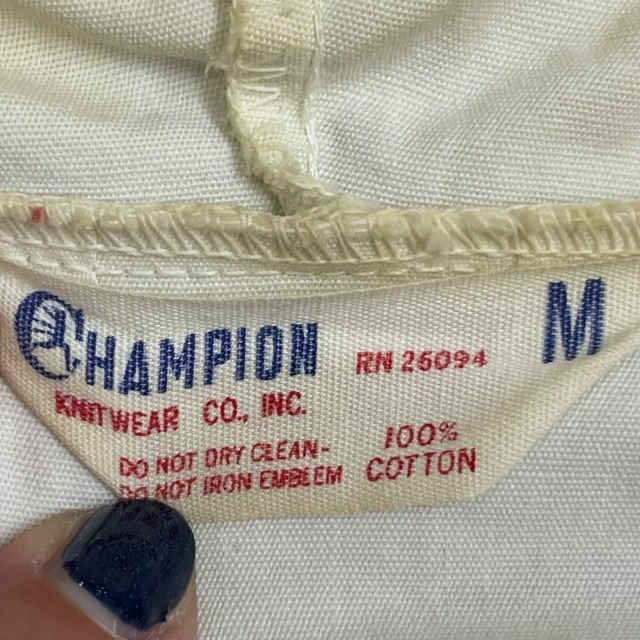 CHAMPION
M
KNITWEAR CO., INC.
RN 26094
DO NOT DRY CLEAN-
DO NOT IRON EMBLEM
100%
COTTON